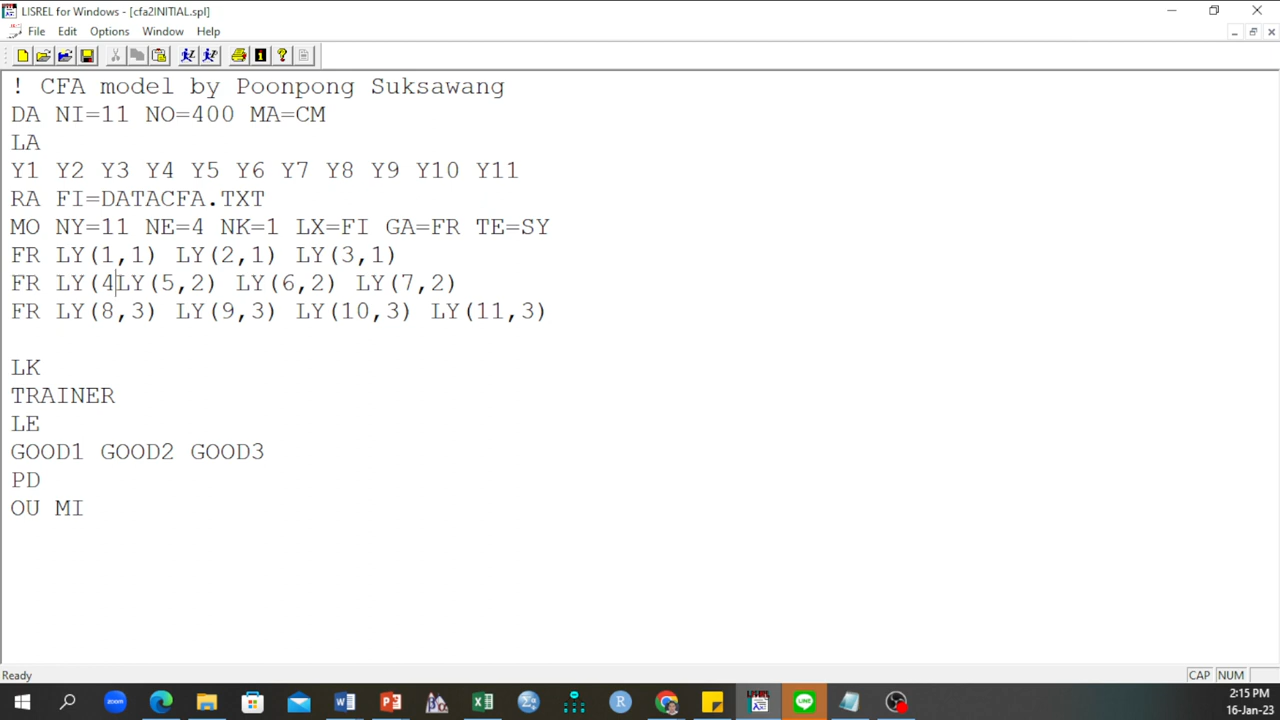 LISREL for Windows - [cfa2INITIAL.spl]
File Edit Options Window Help
! CFA model by Poonpong Suksawang
DA NI=11 NO=400 MA=CM
LA
Y1 Y2 Y3 Y4 Y5 Y6 Y7 Y8 Y9 Y10 Y11
RA FI=DATACFA.TXT
MO NY=11 NE=4 NK=1 LX=FI GA=FR TE=SY
FR LY(1,1) LY(2,1) LY(3,1)
FR LY(4LY(5,2) LY(6,2) LY(7,2)
FR LY(8,3) LY(9,3) LY(10,3) LY(11,3)
LK
TRAINER
LE
GOOD1 GOOD2 GOOD3
PD
OU MI
Ready CAP NUM
zoom
LISREL
LINE
2:15 PM
16-Jan-23